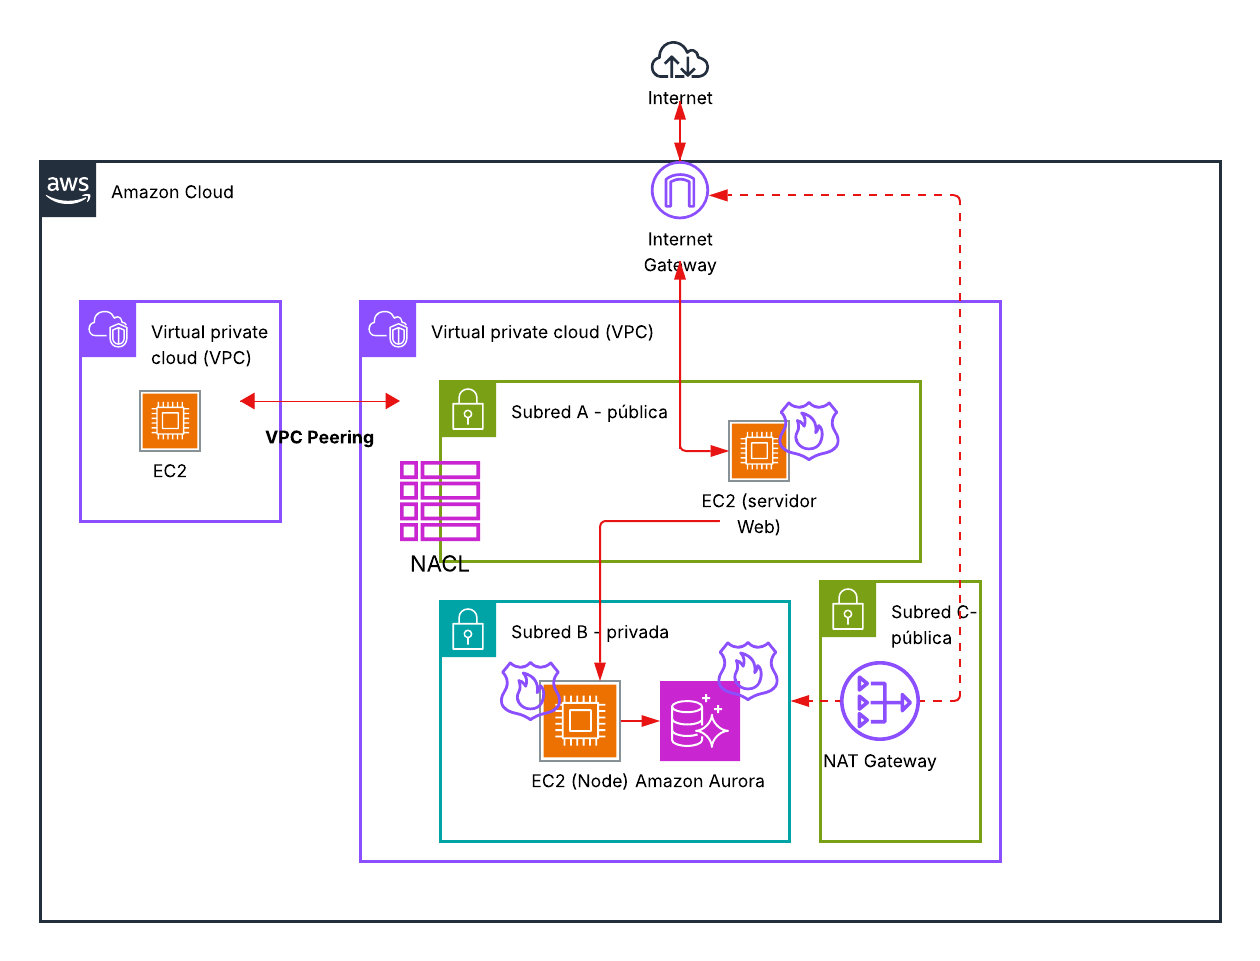 Internet
aws
Amazon Cloud
Internet
Gateway
Virtual private
cloud (VPC)
EC2
VPC Peering
Virtual private cloud (VPC)
Subred A - pública
EC2 (servidor
Web)
NACL
Subred B - privada
EC2 (Node)
Amazon Aurora
Subred C-
pública
NAT Gateway